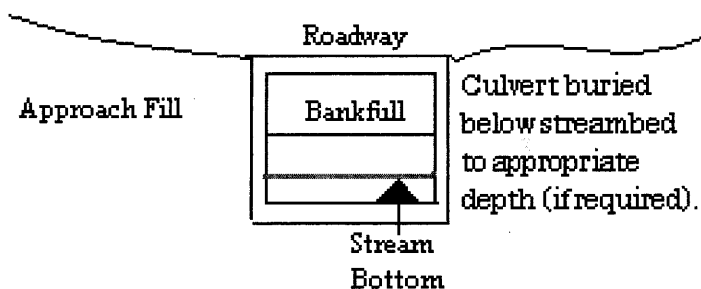 Roadway
Approach Fill
Bankfull
Culvert buried
below streambed
to appropriate
depth (if required).
Stream
Bottom